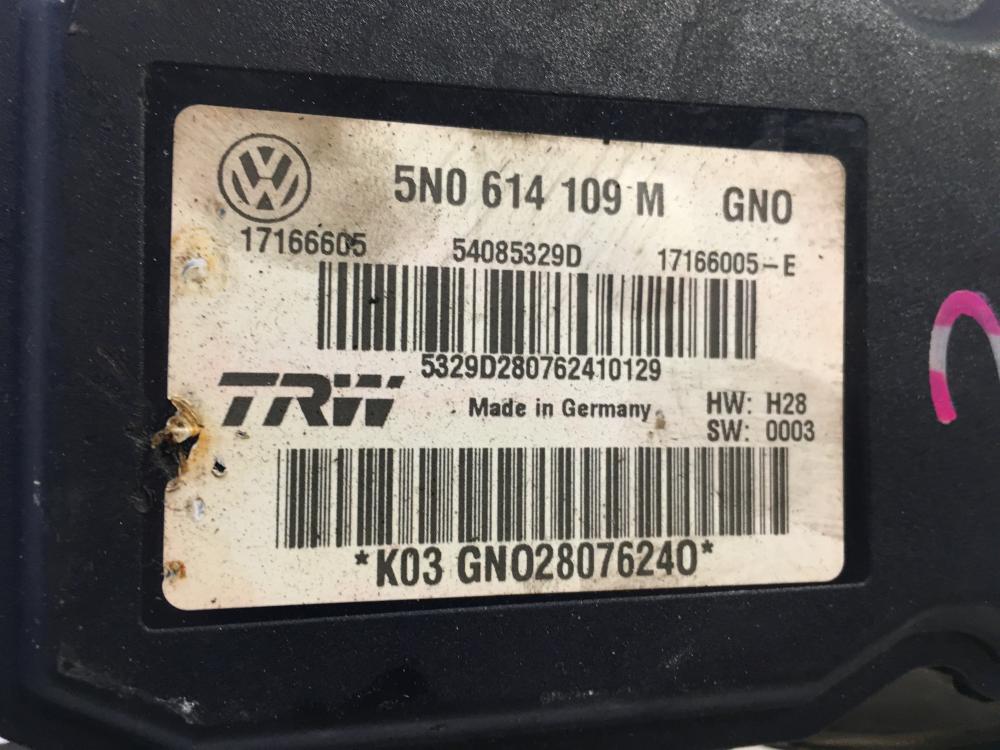 5N0 614 109 M GNO
17166605 54085329D 17166005-E
5329D280762410129
TRW Made in Germany HW: H28
SW: 0003
*K03 GNO28076240*